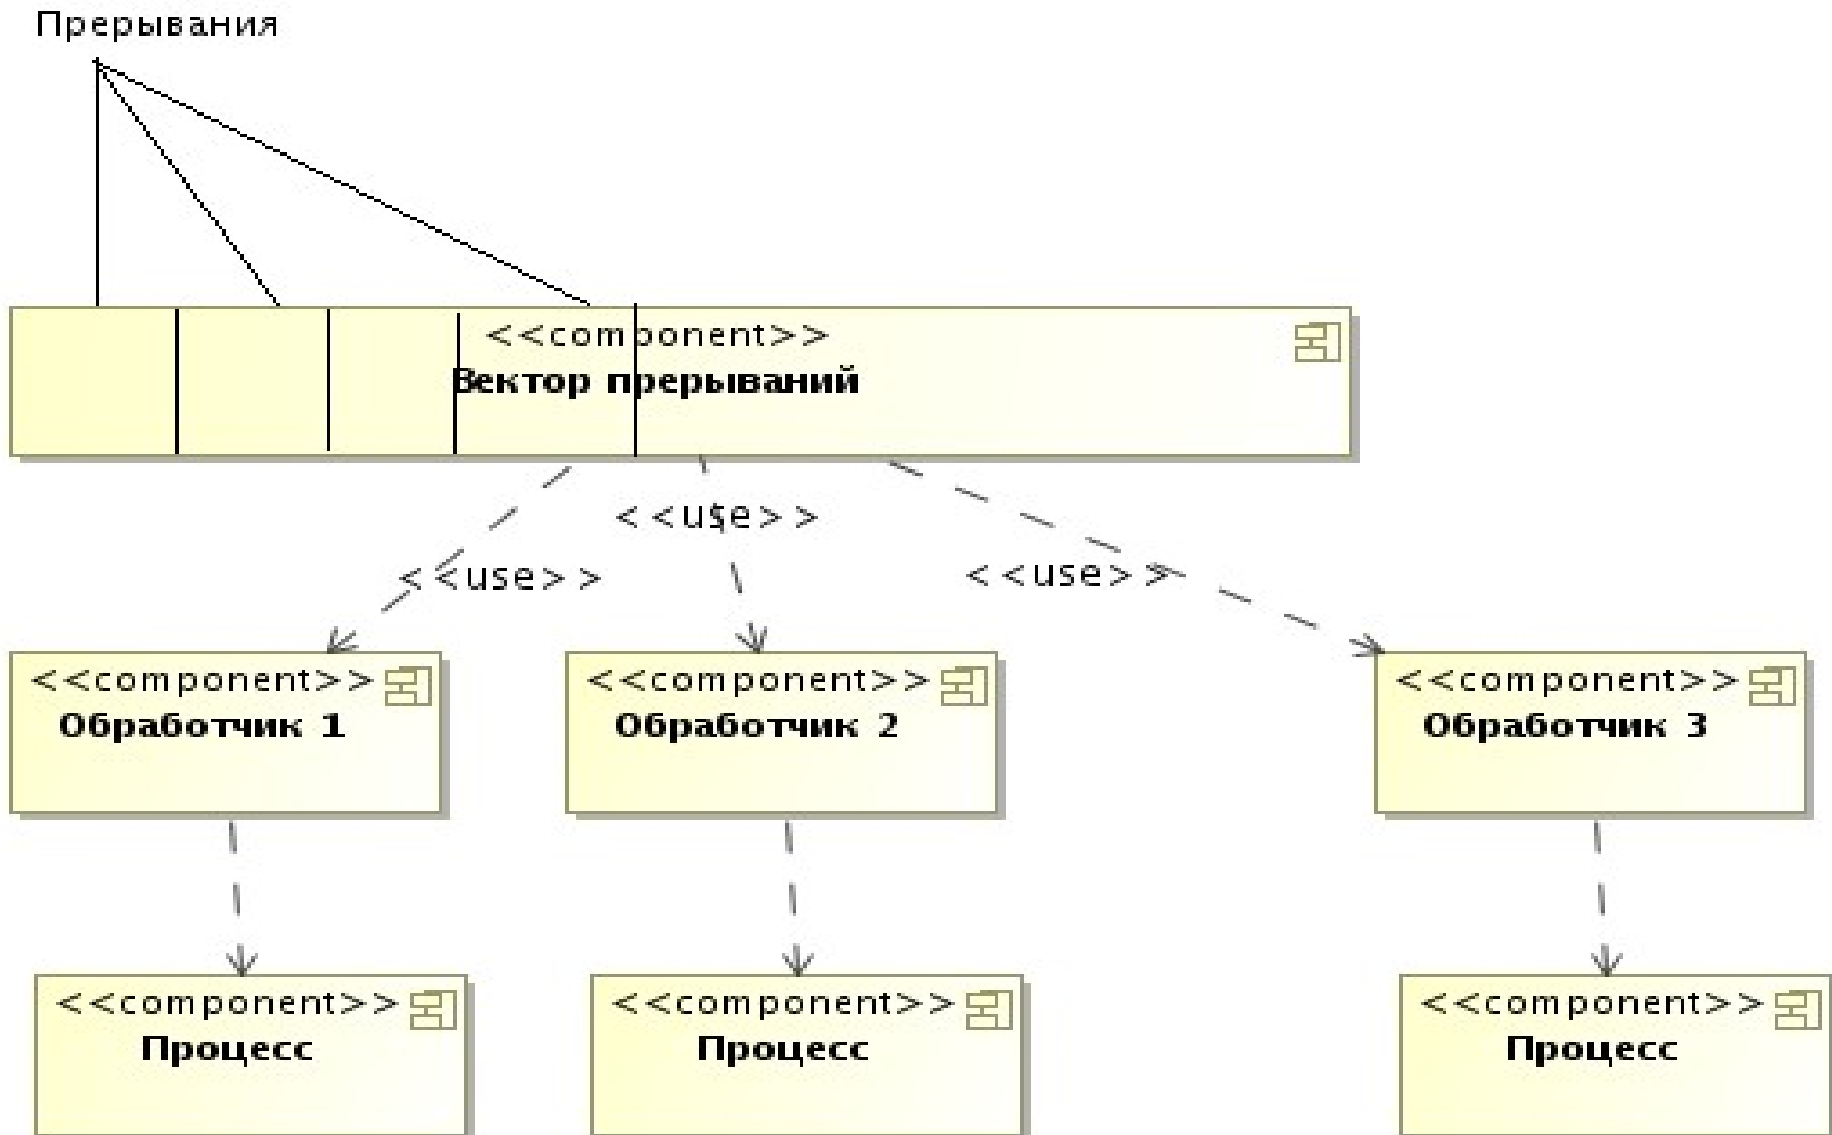 Прерывания
<<component>>
Вектор прерываний
<<use>>
<<use>>
<<use>>
<<component>>
Обработчик 1
<<component>>
Обработчик 2
<<component>>
Обработчик 3
<<component>>
Процесс
<<component>>
Процесс
<<component>>
Процесс